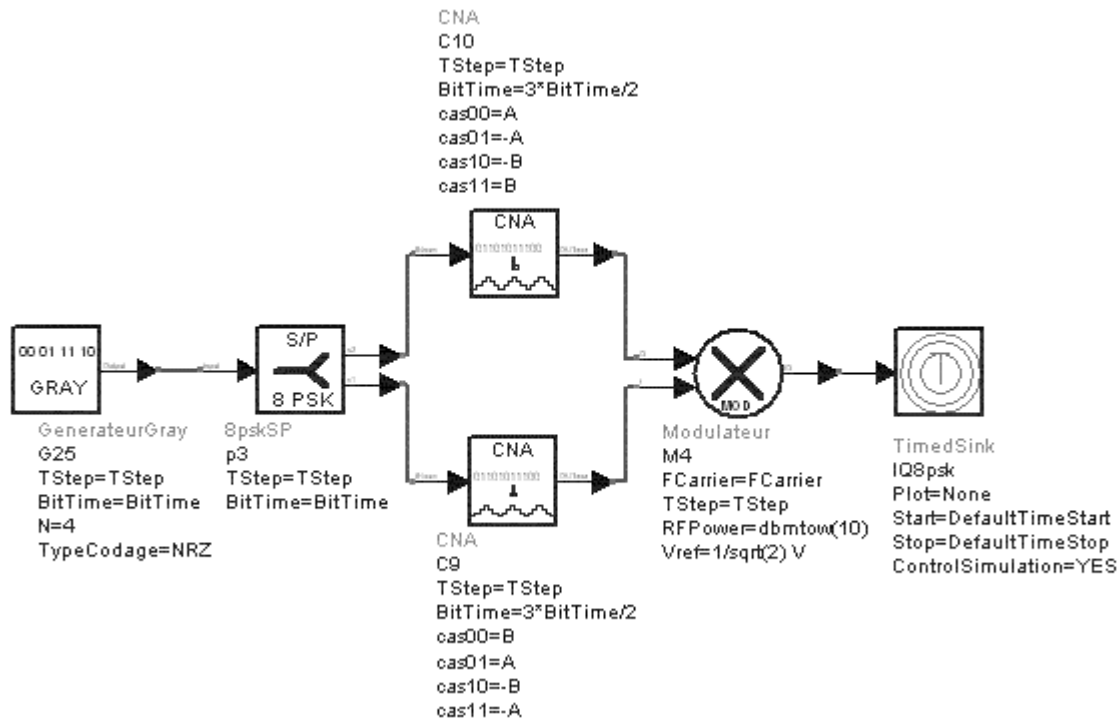 CNA
C10
TStep=TStep
BitTime=3*BitTime/2
cas00=A
cas01=-A
cas10=-B
cas11=B
CNA
01101011100
00 01 11 10
GRAY
S/P
8 PSK
MOD
T
GenerateurGray
G25
TStep=TStep
BitTime=BitTime
N=4
TypeCodage=NRZ
8pskSP
p3
TStep=TStep
BitTime=BitTime
CNA
01101011100
Modulateur
M4
FCarrier=FCarrier
TStep=TStep
RFPower=dbmtow(10)
Vref=1/sqrt(2) V
TimedSink
IQ8psk
Plot=None
Start=DefaultTimeStart
Stop=DefaultTimeStop
ControlSimulation=YES
CNA
C9
TStep=TStep
BitTime=3*BitTime/2
cas00=B
cas01=A
cas10=-B
cas11=-A